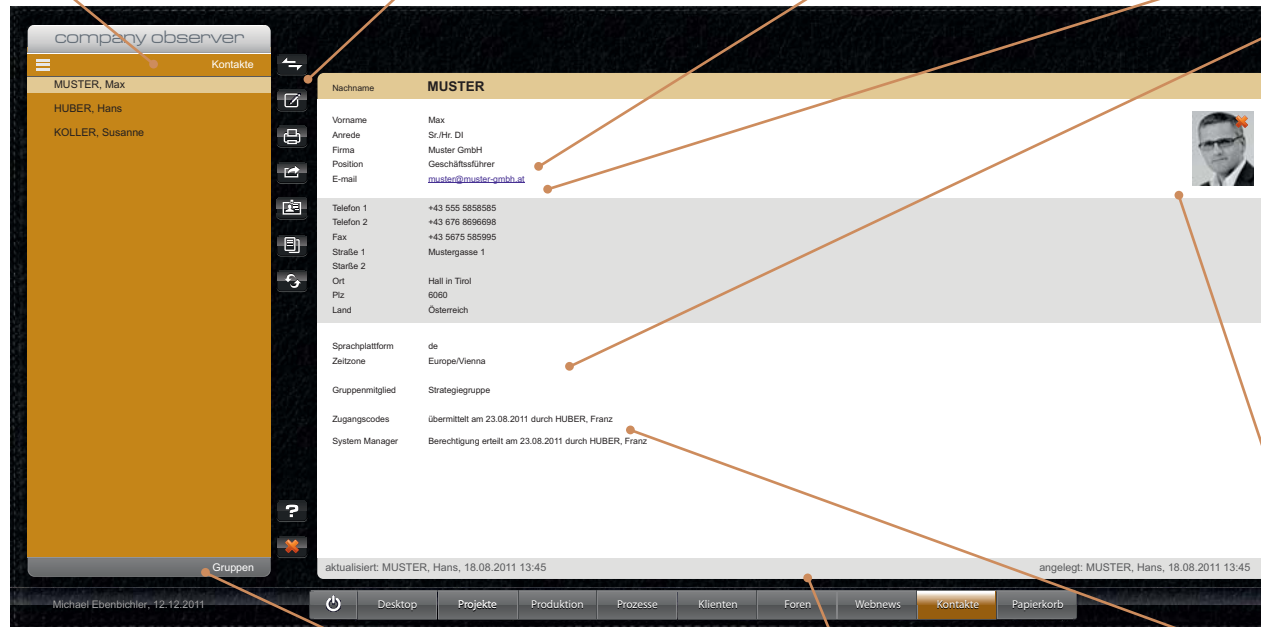 company observer
Kontakte
MUSTER, Max
HUBER, Hans
KOLLER, Susanne
Gruppen
Nachname MUSTER
Vorname Max
Anrede Sr./Hr. DI
Firma Muster GmbH
Position Geschäftssführer
E-mail muster@muster-gmbh.at
Telefon 1 +43 555 5858585
Telefon 2 +43 676 8696698
Fax +43 5675 585995
Straße 1 Mustergasse 1
Starße 2
Ort Hall in Tirol
Plz 6060
Land Österreich
Sprachplattform de
Zeitzone Europe/Vienna
Gruppenmitglied Strategiegruppe
Zugangscodes übermittelt am 23.08.2011 durch HUBER, Franz
System Manager Berechtigung erteilt am 23.08.2011 durch HUBER, Franz
?
aktualisiert: MUSTER, Hans, 18.08.2011 13:45 angelegt: MUSTER, Hans, 18.08.2011 13:45
Michael Ebenbichler, 12.12.2011 Desktop Projekte Produktion Prozesse Klienten Foren Webnews Kontakte Papierkorb